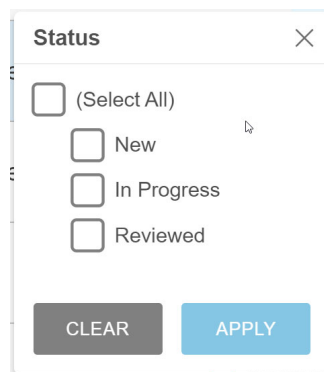 Status
(Select All)
New
In Progress
Reviewed
CLEAR APPLY